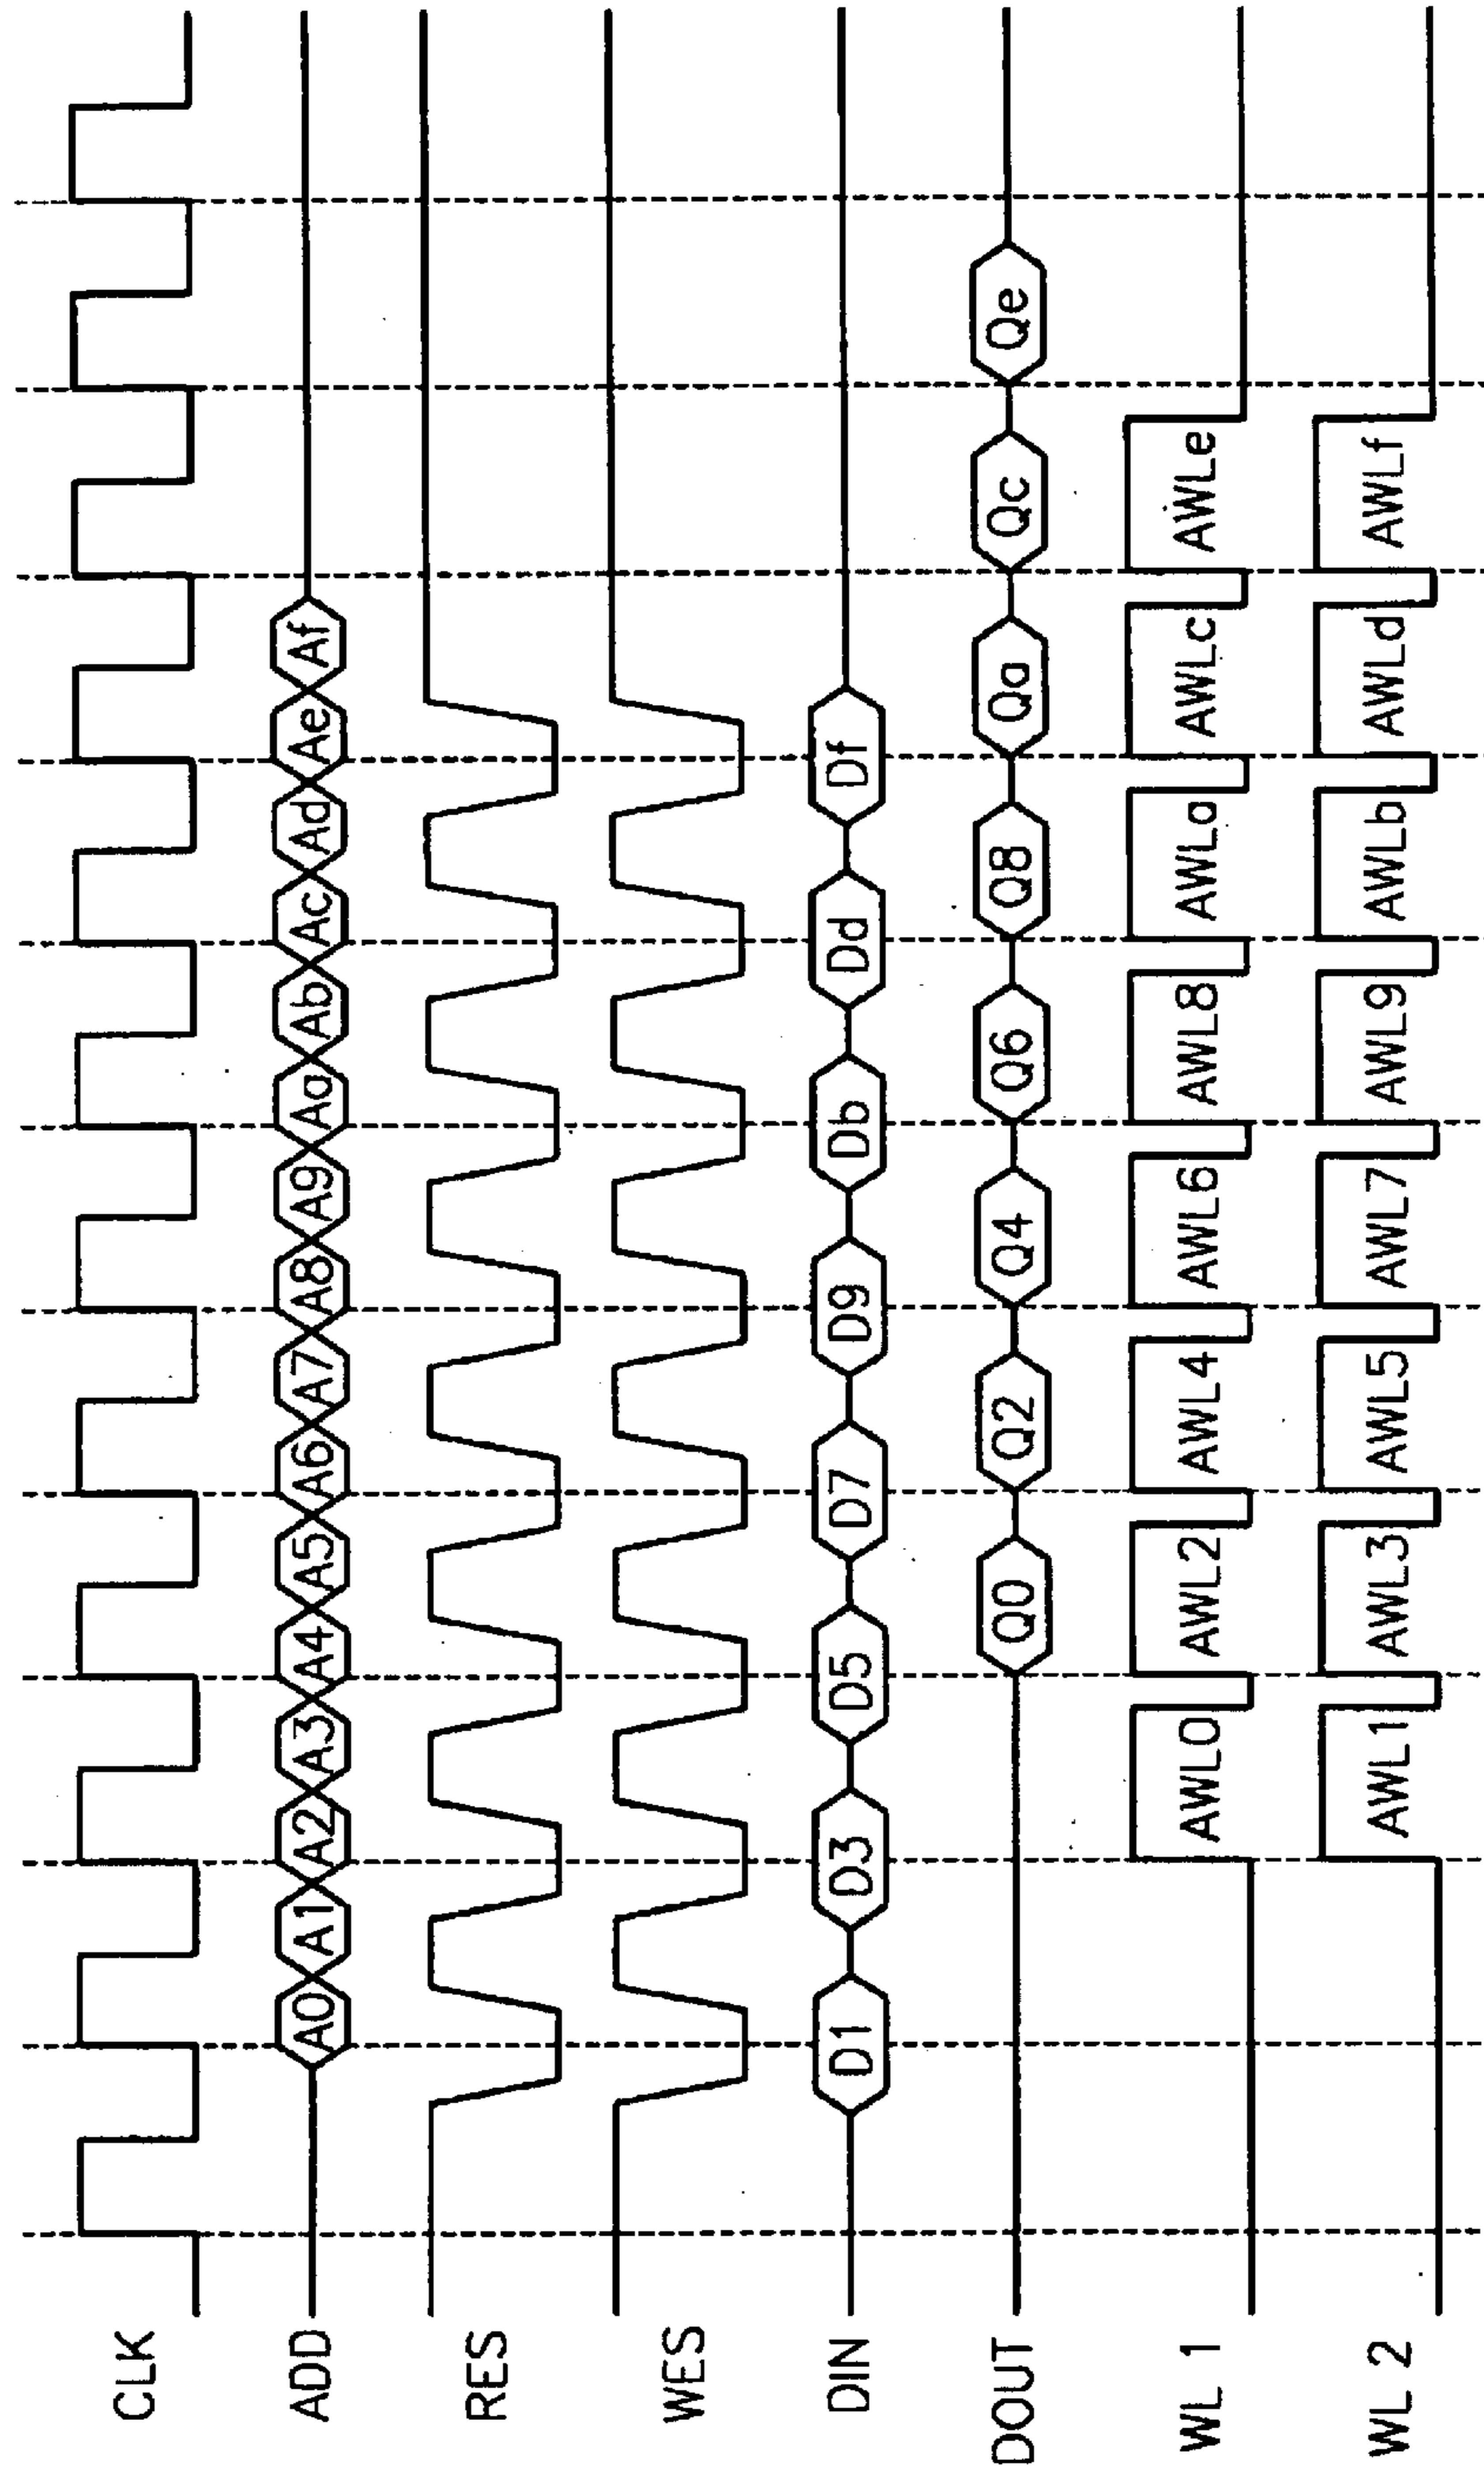 CLK
ADD A0 A1 A2 A3 A4 A5 A6 A7 A8 A9 Aa Ab Ac Ad Ae Af
RES
WES
DIN D1 D3 D5 D7 D9 Db Dd Df
DOUT Q0 Q2 Q4 Q6 Q8 Qa Qc Qe
WL 1 AWL0 AWL2 AWL4 AWL6 AWL8 AWLa AWLc AWLe
WL 2 AWL1 AWL3 AWL5 AWL7 AWL9 AWLb AWLd AWLf